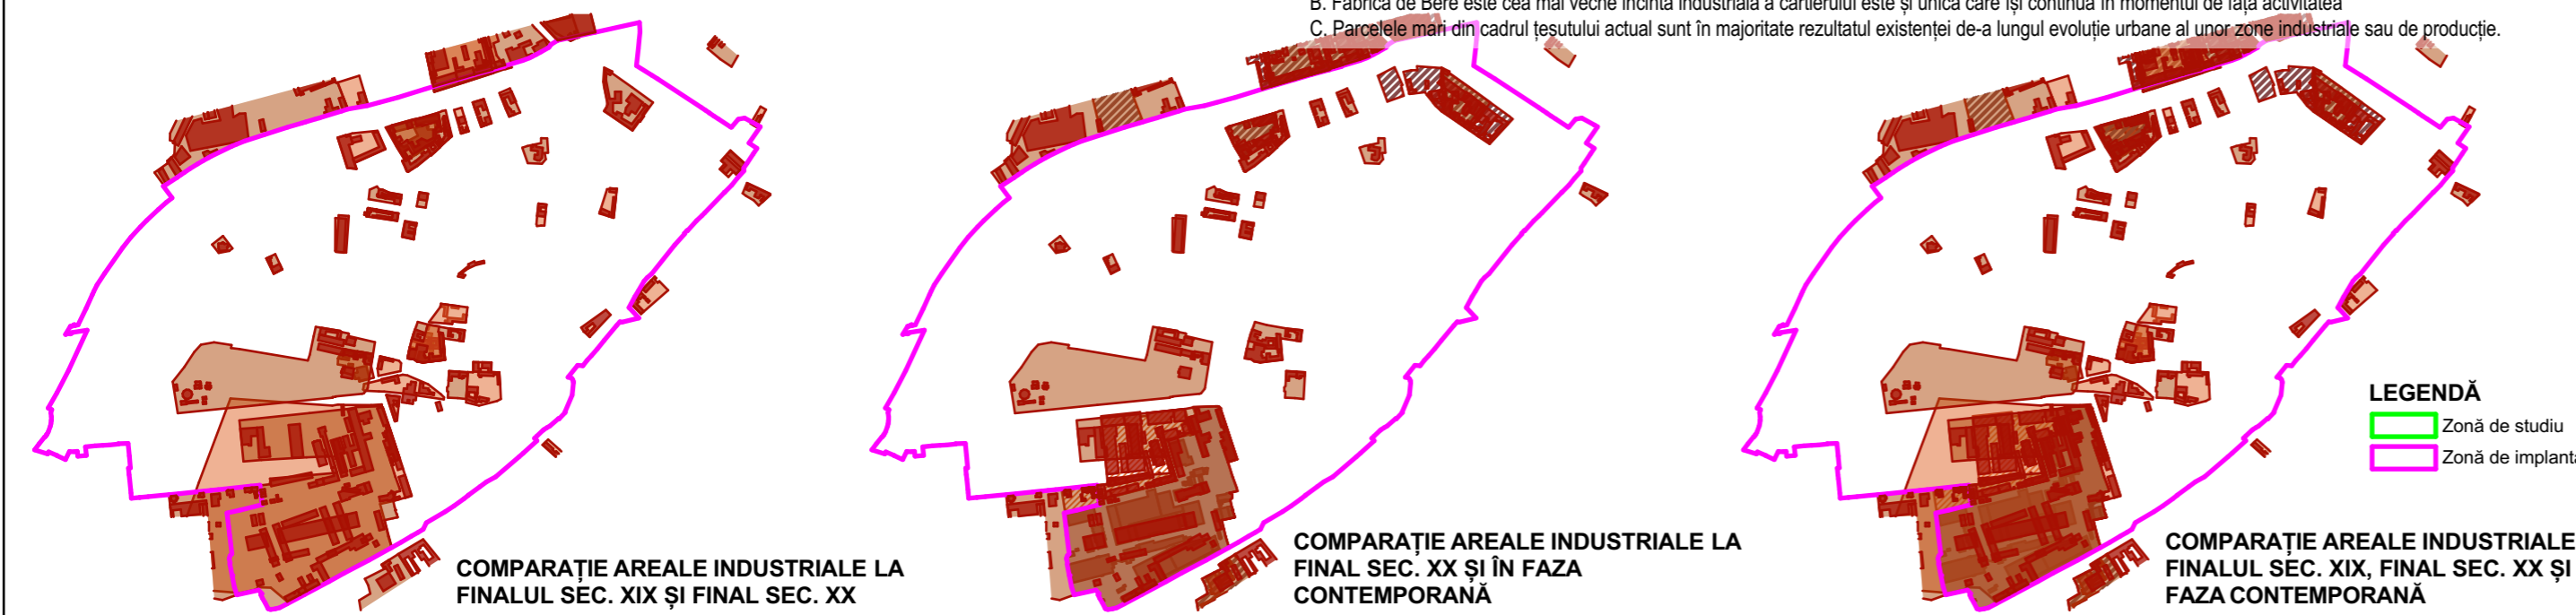 B. Fabrica de Bere este cea mai veche incintă industrială a cartierului este și unica care își continuă în momentul de față activitatea
C. Parcelele mari din cadrul țesutului actual sunt în majoritate rezultatul existenței de-a lungul evoluție urbane al unor zone industriale sau de producție.
LEGENDĂ
Zonă de studiu
Zonă de implanta
COMPARAȚIE AREALE INDUSTRIALE LA
FINALUL SEC. XIX ȘI FINAL SEC. XX
COMPARAȚIE AREALE INDUSTRIALE LA
FINAL SEC. XX ȘI ÎN FAZA
CONTEMPORANĂ
COMPARAȚIE AREALE INDUSTRIALE
FINALUL SEC. XIX, FINAL SEC. XX ȘI
FAZA CONTEMPORANĂ